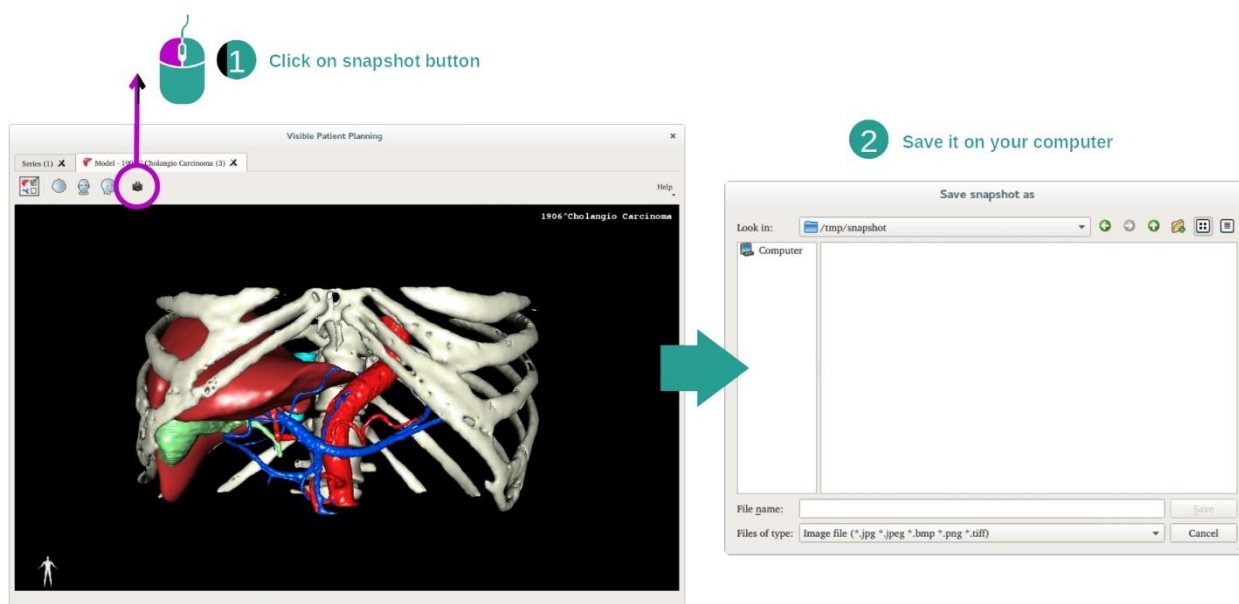 1 Click on snapshot button
Visible Patient Planning
Series (1)
Model - 190 Cholangio Carcinoma (3)
Help
1906^Cholangio Carcinoma
2 Save it on your computer
Save snapshot as
Look in: /tmp/snapshot
Computer
File name: Save
Files of type: Image file (*.jpg *.jpeg *.bmp *.png *.tiff) Cancel